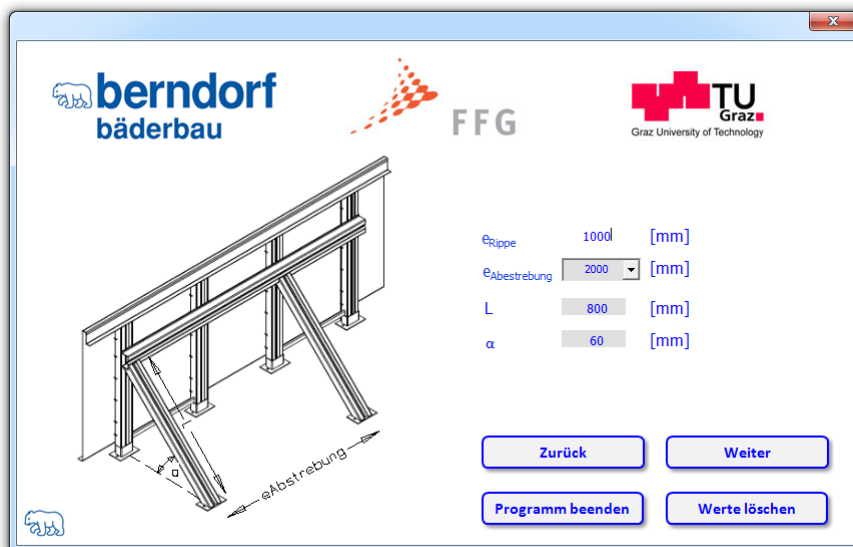 x
berndorf
bäderbau
FFG
TU
Graz
Graz University of Technology
eRippe 1000 [mm]
eAbestrebung 2000 [mm]
L 800 [mm]
α 60 [mm]
L
α
eAbstrebung
Zurück Weiter
Programm beenden Werte löschen